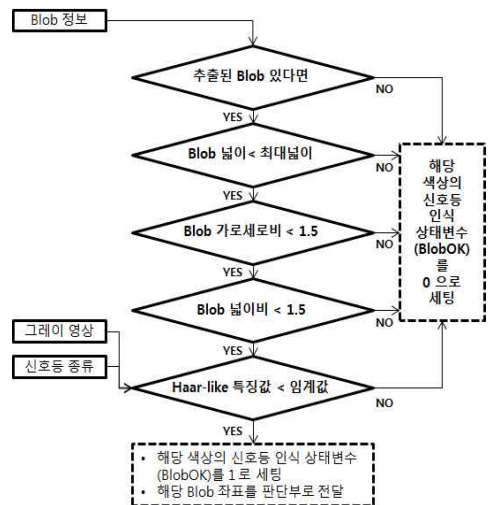 Blob 정보
추출된 Blob 있다면
NO
YES
Blob 넓이< 최대넓이
NO
YES
Blob 가로세로비 < 1.5
NO
YES
Blob 넓이비 < 1.5
NO
YES
해당
색상의
신호등
인식
상태변수
(BlobOK)
를
0 으로
세팅
그레이 영상
신호등 종류
Haar-like 특징값 < 임계값
NO
YES
• 해당 색상의 신호등 인식 상태변수
(BlobOK)를 1로 세팅
• 해당 Blob 좌표를 판단부로 전달